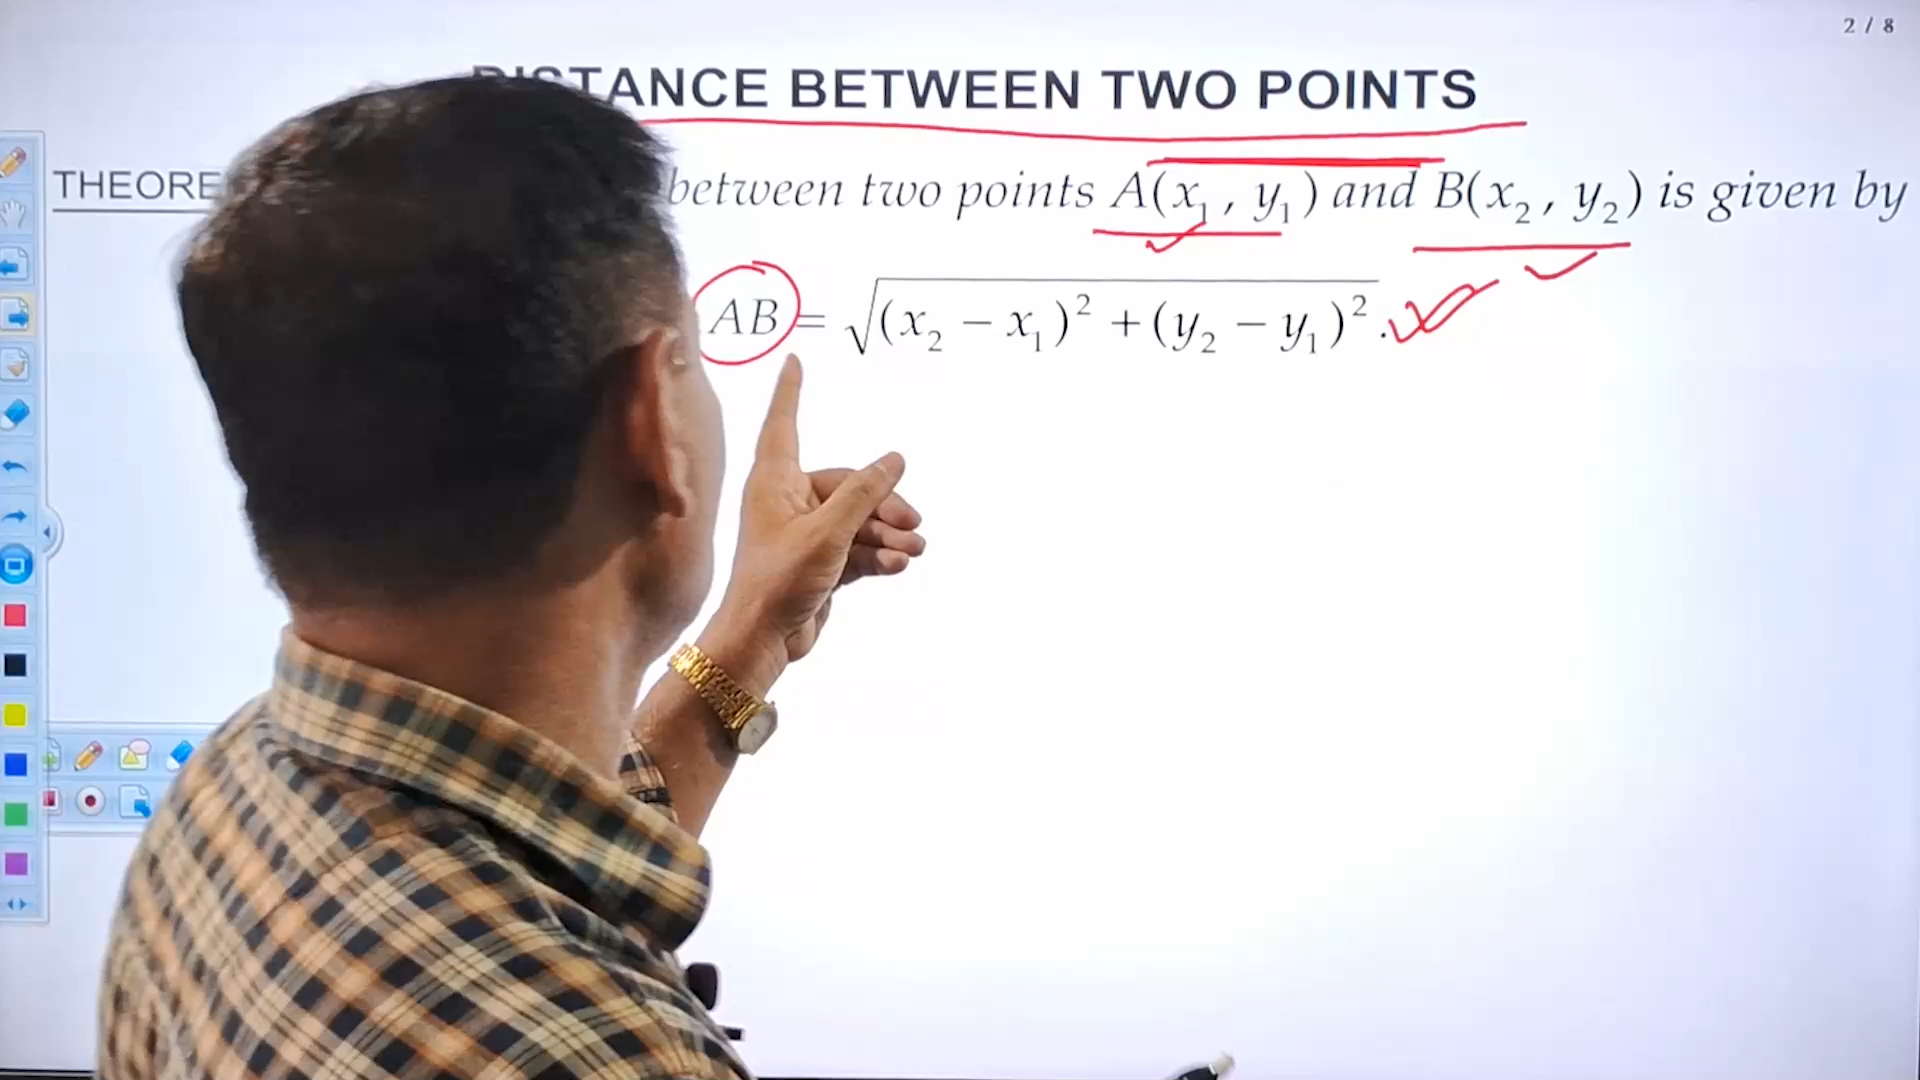 2 / 8
TANCE BETWEEN TWO POINTS
THEORE between two points A(x₁ , y₁) and B(x₂ , y₂) is given by
AB = √(x₂ − x₁)² + (y₂ − y₁)² .